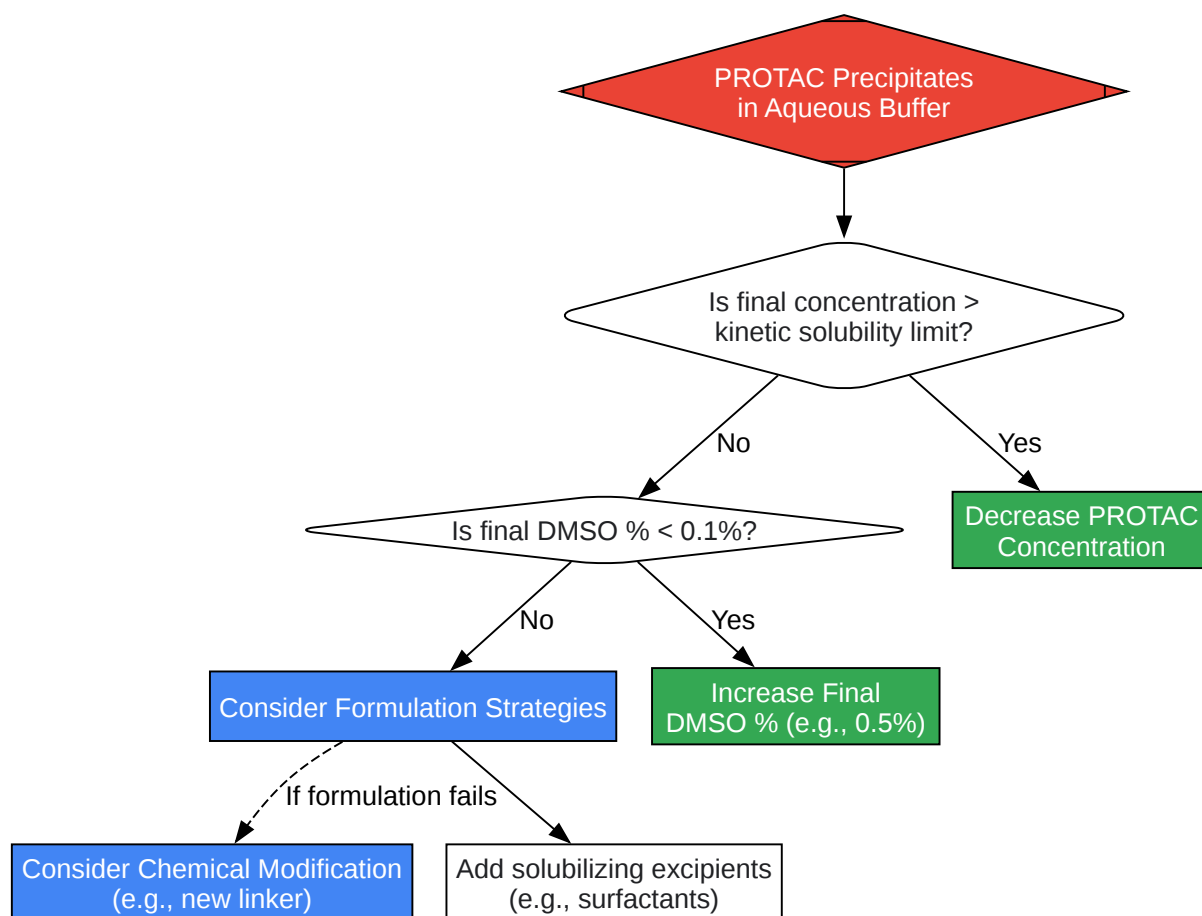 PROTAC Precipitates
in Aqueous Buffer
Is final concentration >
kinetic solubility limit?
No
Yes
Is final DMSO % < 0.1%?
Decrease PROTAC
Concentration
No
Yes
Consider Formulation Strategies
Increase Final
DMSO % (e.g., 0.5%)
If formulation fails
Consider Chemical Modification
(e.g., new linker)
Add solubilizing excipients
(e.g., surfactants)